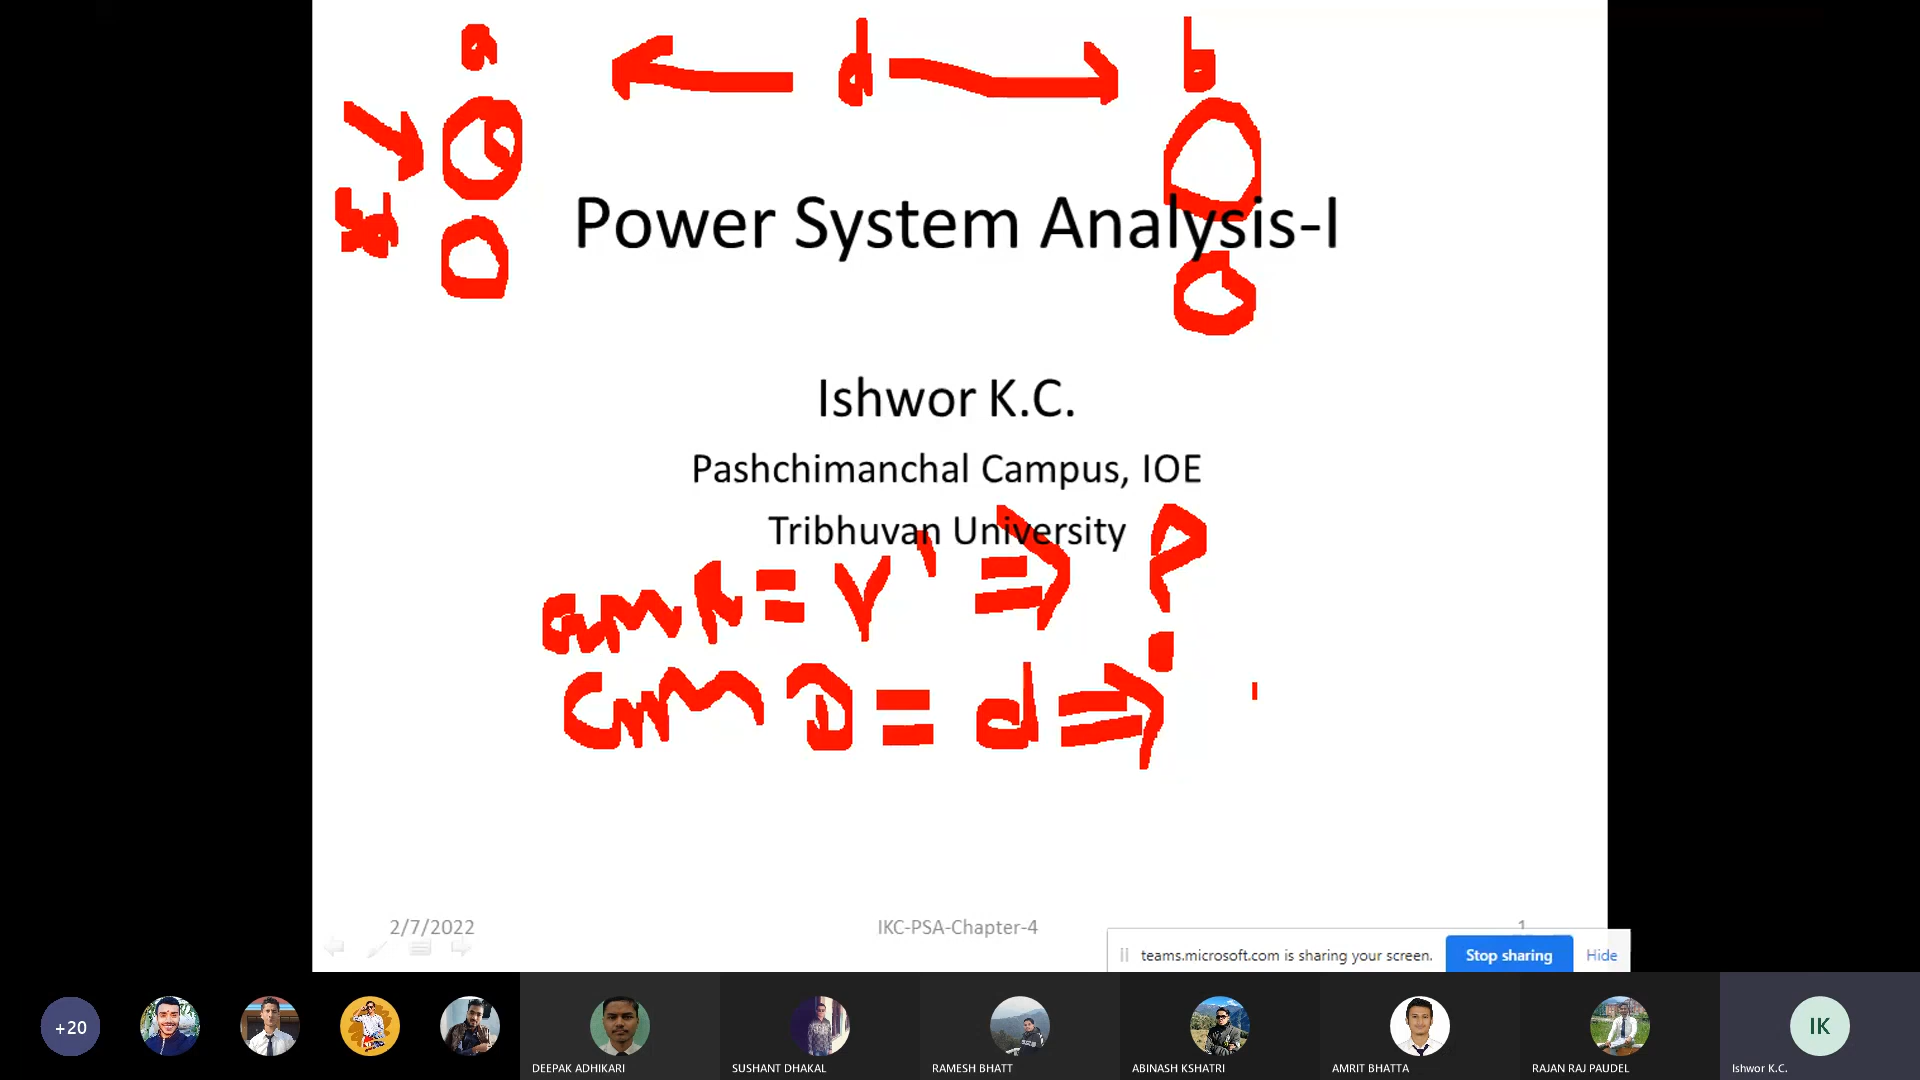 a d b
Power System Analysis-I
Ishwor K.C.
Pashchimanchal Campus, IOE
Tribhuvan University
GMR = r' ⇒ ?
GMD = d ⇒
2/7/2022 IKC-PSA-Chapter-4 1
teams.microsoft.com is sharing your screen. Stop sharing Hide
+20 IK
DEEPAK ADHIKARI SUSHANT DHAKAL RAMESH BHATT ABINASH KSHATRI AMRIT BHATTA RAJAN RAJ PAUDEL Ishwor K.C.